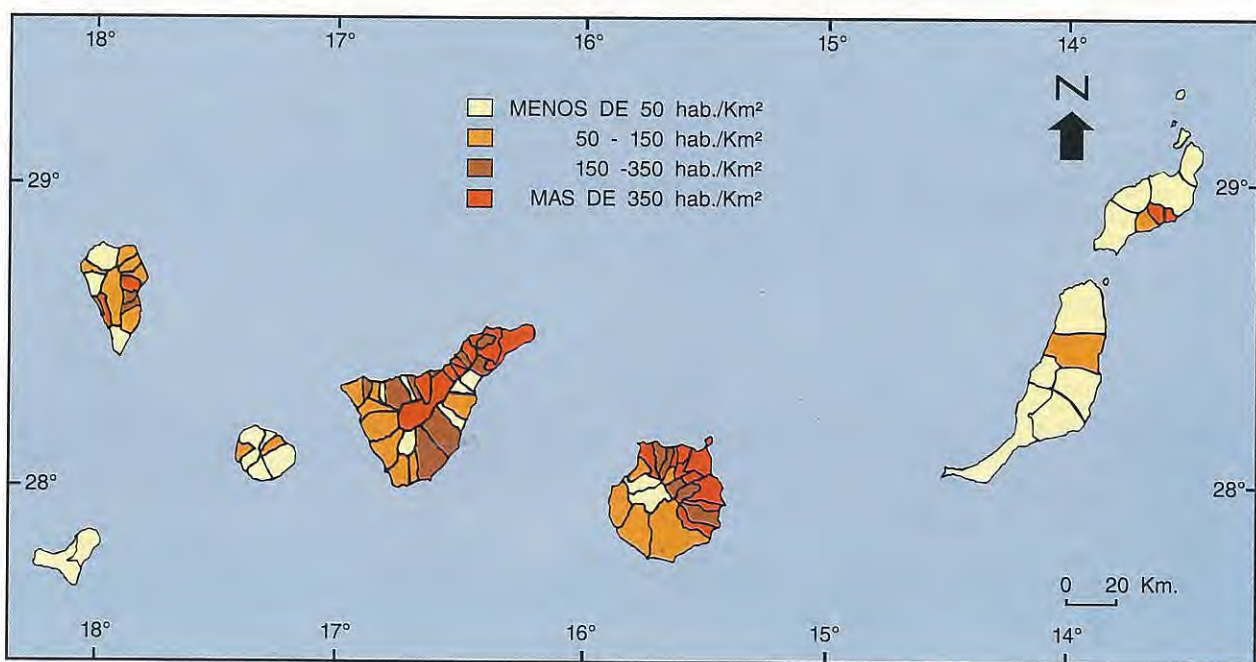 18° 17° 16° 15° 14°
MENOS DE 50 hab./Km²
50 - 150 hab./Km²
150 -350 hab./Km²
MAS DE 350 hab./Km²
N
29° 29°
28° 28°
0 20 Km.
18° 17° 16° 15° 14°